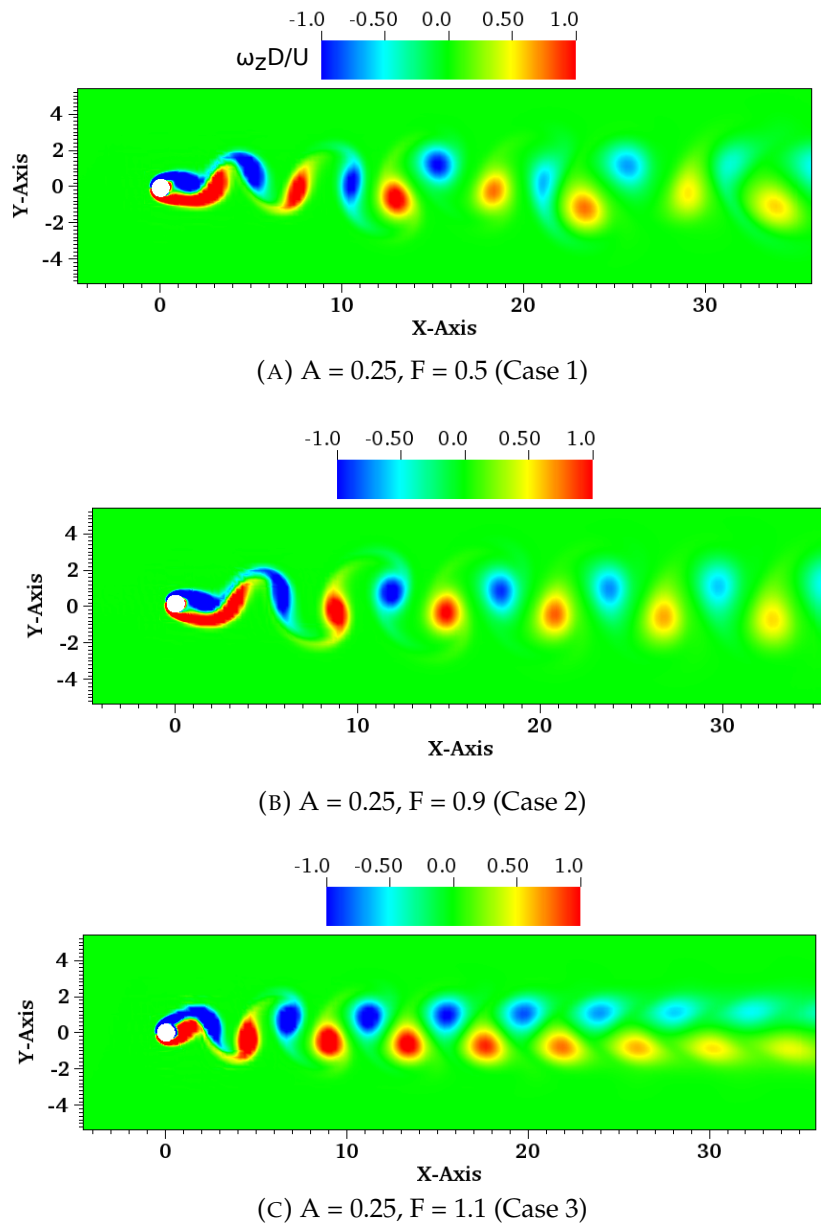 -1.0 -0.50 0.0 0.50 1.0
ωzD/U
4
2
0
-2
-4
Y-Axis
0 10 20 30
X-Axis
(A) A = 0.25, F = 0.5 (Case 1)
-1.0 -0.50 0.0 0.50 1.0
4
2
0
-2
-4
Y-Axis
0 10 20 30
X-Axis
(B) A = 0.25, F = 0.9 (Case 2)
-1.0 -0.50 0.0 0.50 1.0
4
2
0
-2
-4
Y-Axis
0 10 20 30
X-Axis
(C) A = 0.25, F = 1.1 (Case 3)